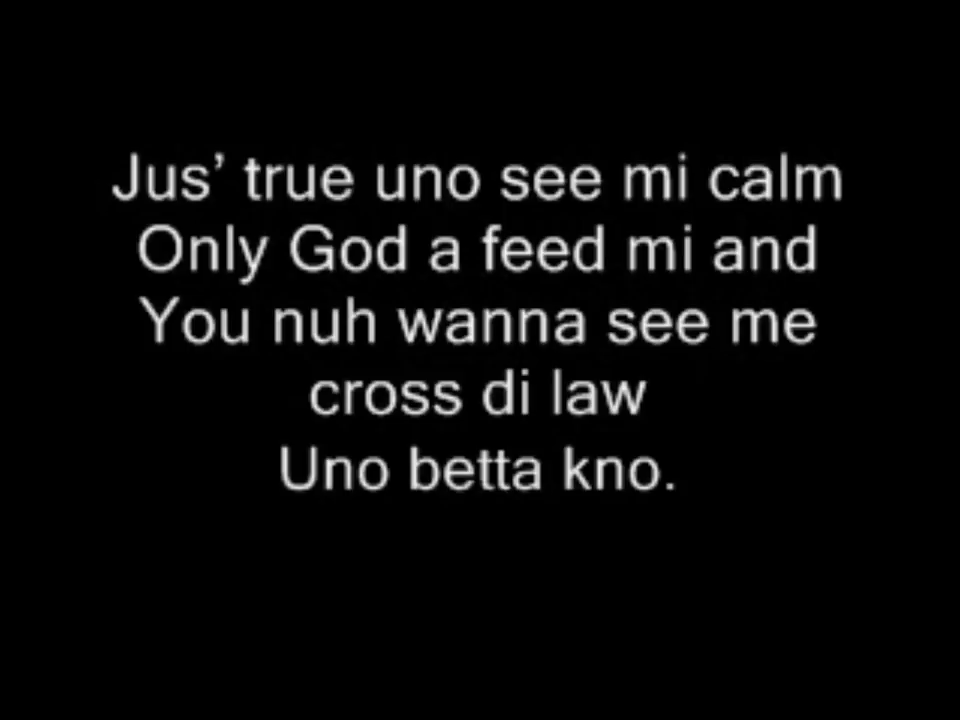 Jus’ true uno see mi calm
Only God a feed mi and
You nuh wanna see me
cross di law
Uno betta kno.